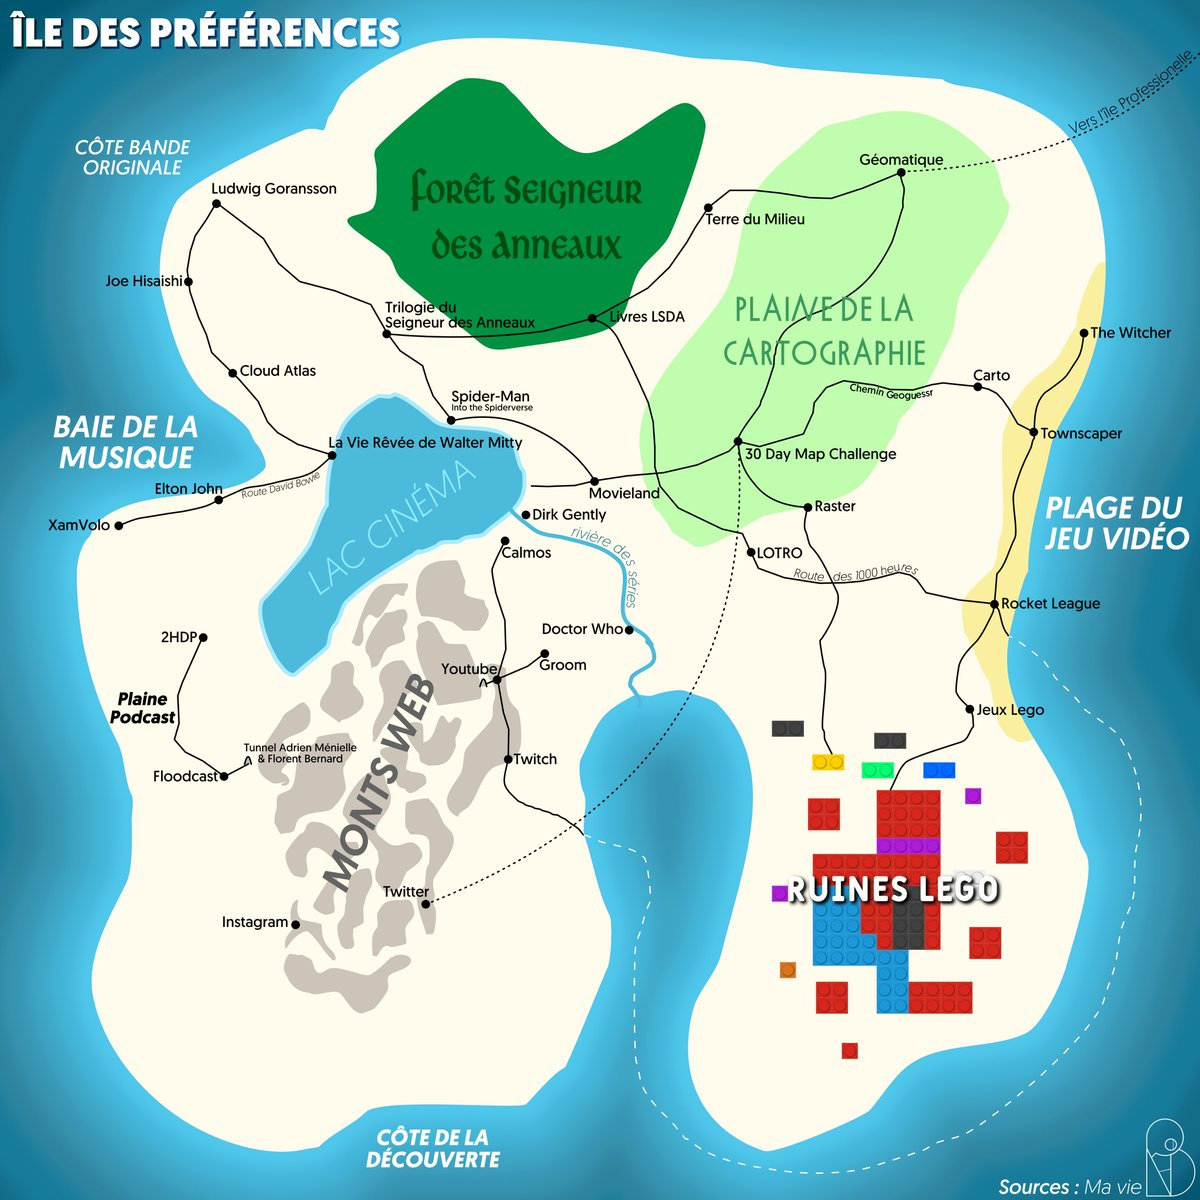 ÎLE DES PRÉFÉRENCES
Vers l'île Professionelle
CÔTE BANDE
ORIGINALE
Géomatique
Forêt Seigneur
des Anneaux
Ludwig Goransson
Terre du Milieu
Joe Hisaishi
Trilogie du
Seigneur des Anneaux
Livres LSDA
PLAINE DE LA
CARTOGRAPHIE
The Witcher
Cloud Atlas
Carto
Chemin Geoguessr
Spider-Man
Into the Spiderverse
BAIE DE LA
MUSIQUE
La Vie Rêvée de Walter Mitty
Townscaper
30 Day Map Challenge
Elton John
Route David Bowie
Movieland
LAC CINÉMA
XamVolo
Dirk Gently
Raster
PLAGE DU
JEU VIDÉO
Calmos
rivière des séries
LOTRO
Route des 1000 heures
Rocket League
2HDP
Doctor Who
Groom
Youtube
Plaine
Podcast
Jeux Lego
MONTS WEB
Tunnel Adrien Ménielle
& Florent Bernard
Floodcast
Twitch
Twitter
RUINES LEGO
Instagram
CÔTE DE LA
DÉCOUVERTE
Sources : Ma vie